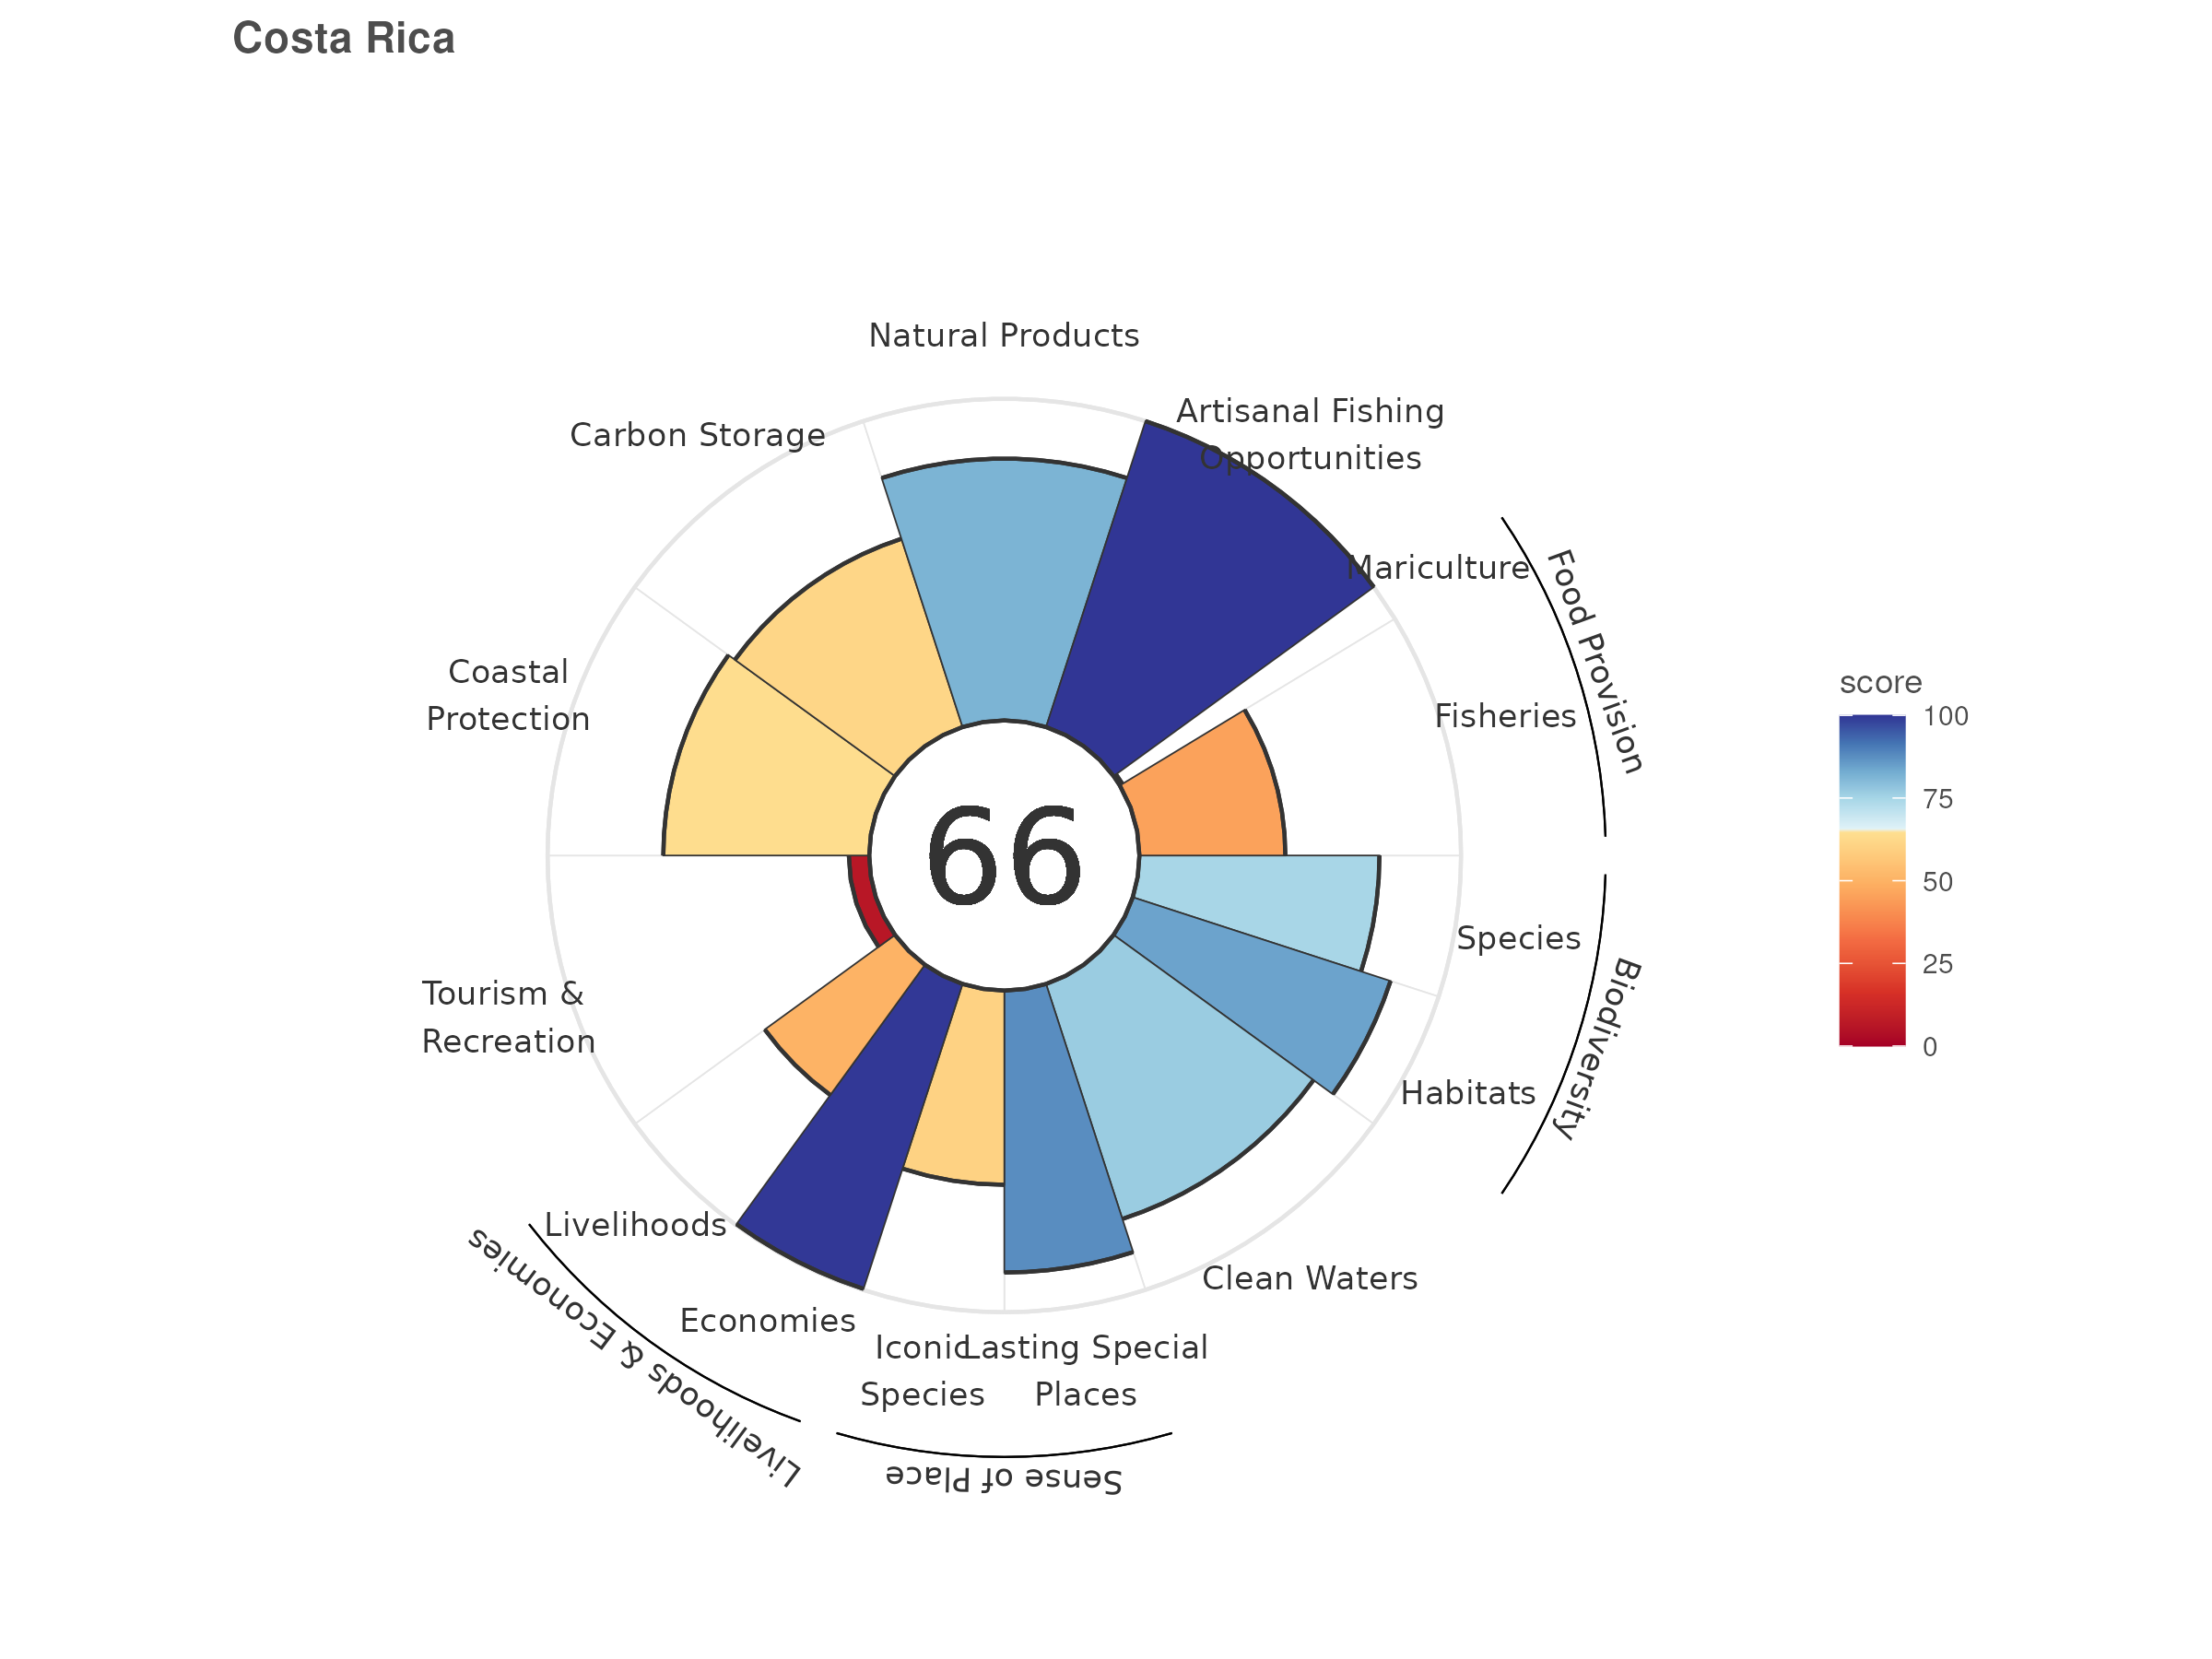 Costa Rica
Natural Products
Artisanal Fishing
Opportunities
Carbon Storage
Mariculture
Food Provision
Fisheries
Coastal
Protection
66
score
100
75
50
25
0
Species
Biodiversity
Habitats
Tourism &
Recreation
Livelihoods
Clean Waters
Economies
Livelihoods & Economies
Iconic
Species
Lasting Special
Places
Sense of Place